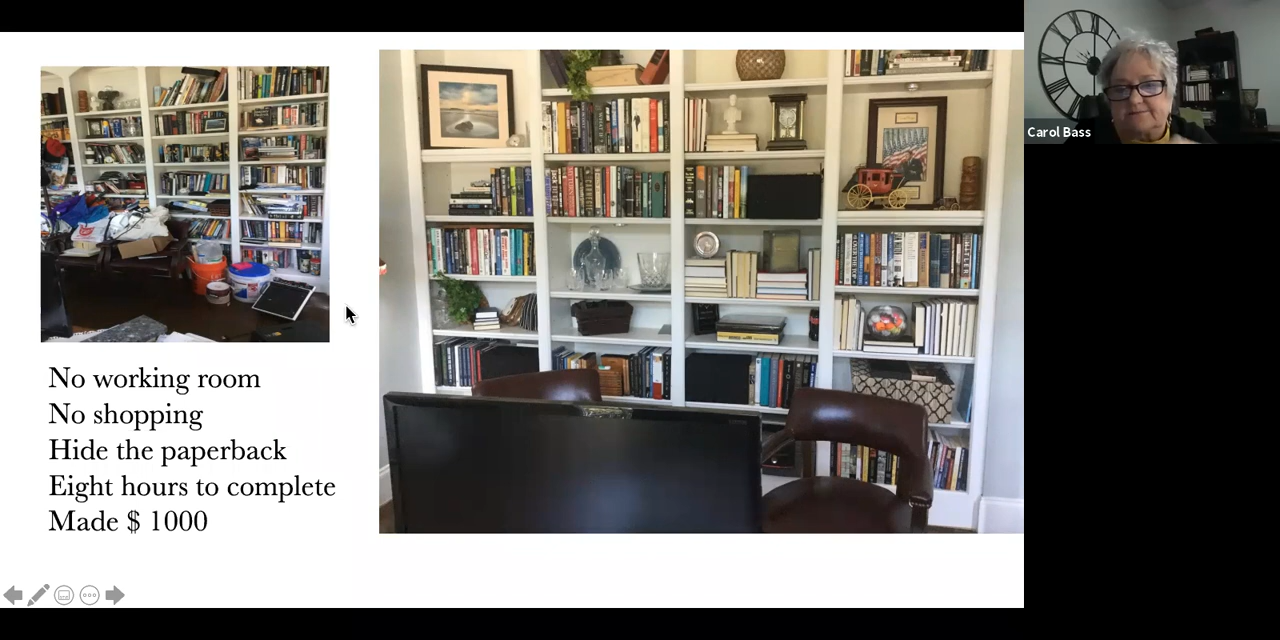 No working room
No shopping
Hide the paperback
Eight hours to complete
Made $ 1000
Carol Bass